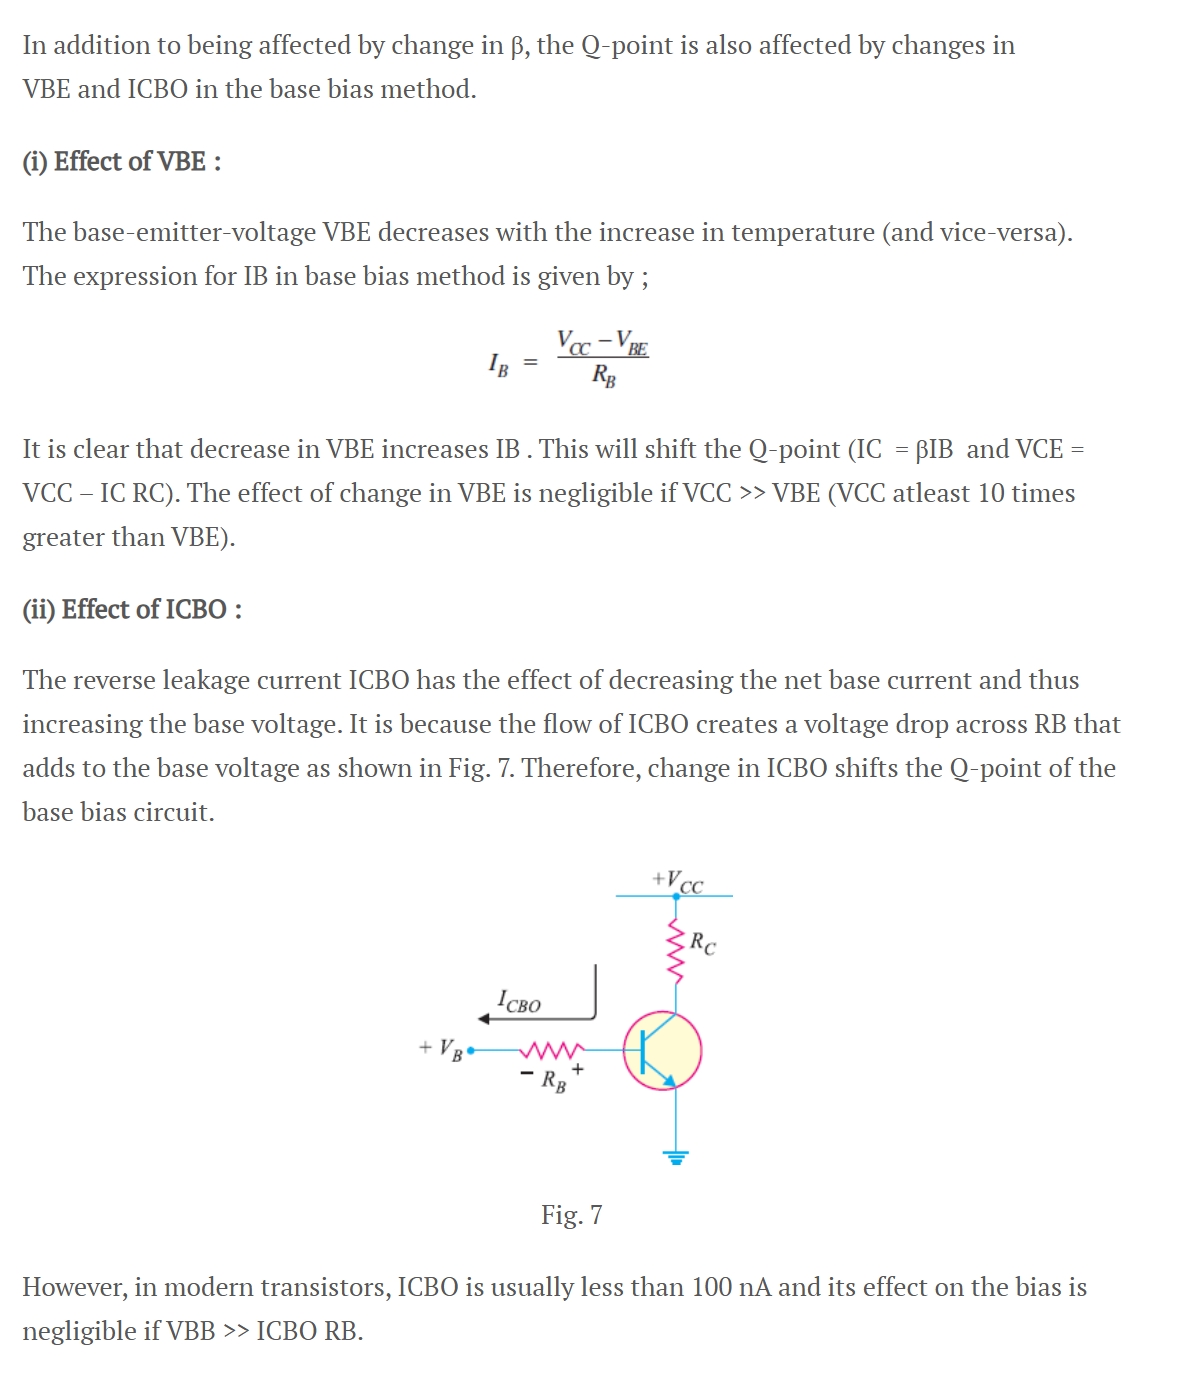 In addition to being affected by change in β, the Q-point is also affected by changes in
VBE and ICBO in the base bias method.
(i) Effect of VBE :
The base-emitter-voltage VBE decreases with the increase in temperature (and vice-versa).
The expression for IB in base bias method is given by ;
I_B = (V_CC − V_BE) / R_B
It is clear that decrease in VBE increases IB . This will shift the Q-point (IC = βIB and VCE =
VCC – IC RC). The effect of change in VBE is negligible if VCC >> VBE (VCC atleast 10 times
greater than VBE).
(ii) Effect of ICBO :
The reverse leakage current ICBO has the effect of decreasing the net base current and thus
increasing the base voltage. It is because the flow of ICBO creates a voltage drop across RB that
adds to the base voltage as shown in Fig. 7. Therefore, change in ICBO shifts the Q-point of the
base bias circuit.
+V_CC
R_C
I_CBO
+ V_B
− R_B +
Fig. 7
However, in modern transistors, ICBO is usually less than 100 nA and its effect on the bias is
negligible if VBB >> ICBO RB.